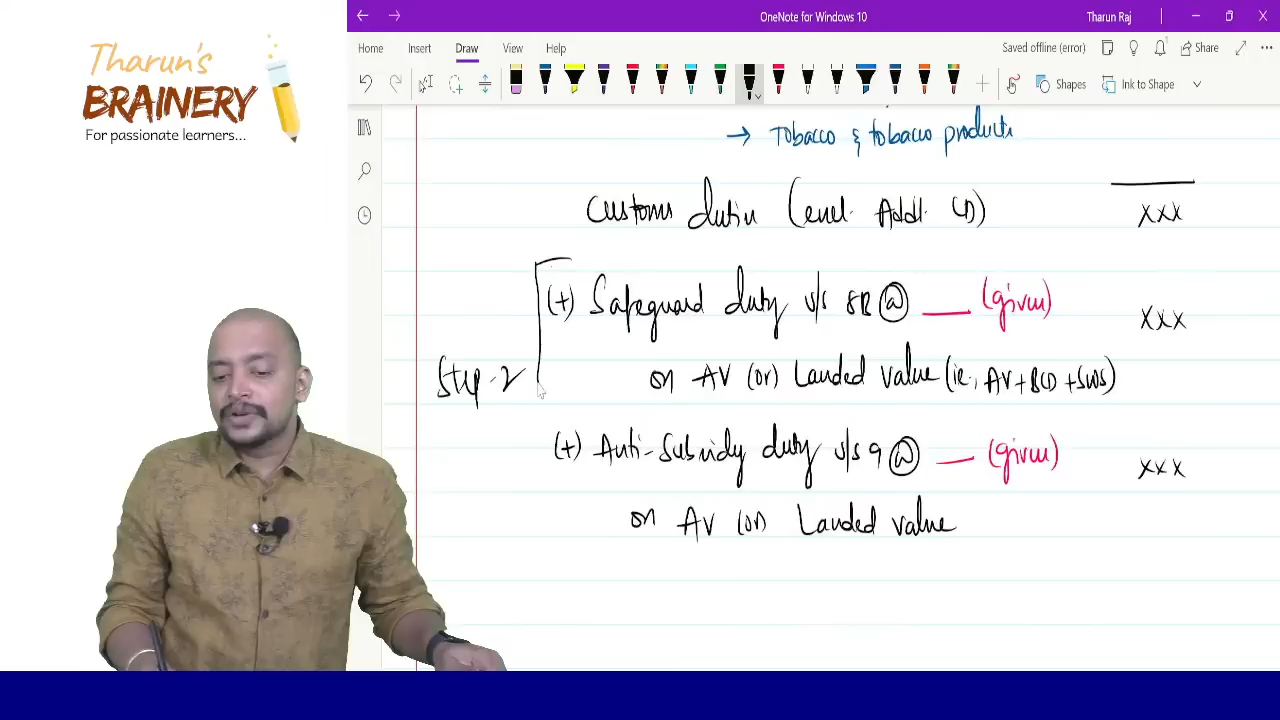 OneNote for Windows 10
Tharun Raj
Home Insert Draw View Help
Saved offline (error)
Share
Shapes
Ink to Shape
Tharun's
BRAINERY
For passionate learners...
→ Tobacco & tobacco products
Customs duties (excl. Addl. CD) xxx
Step-2
(+) Safeguard duty u/s 8B @ __ (given) xxx
on AV (or) Landed value (ie., AV+BCD+SWS)
(+) Anti-Subsidy duty u/s 9 @ __ (given) xxx
on AV (or) Landed value